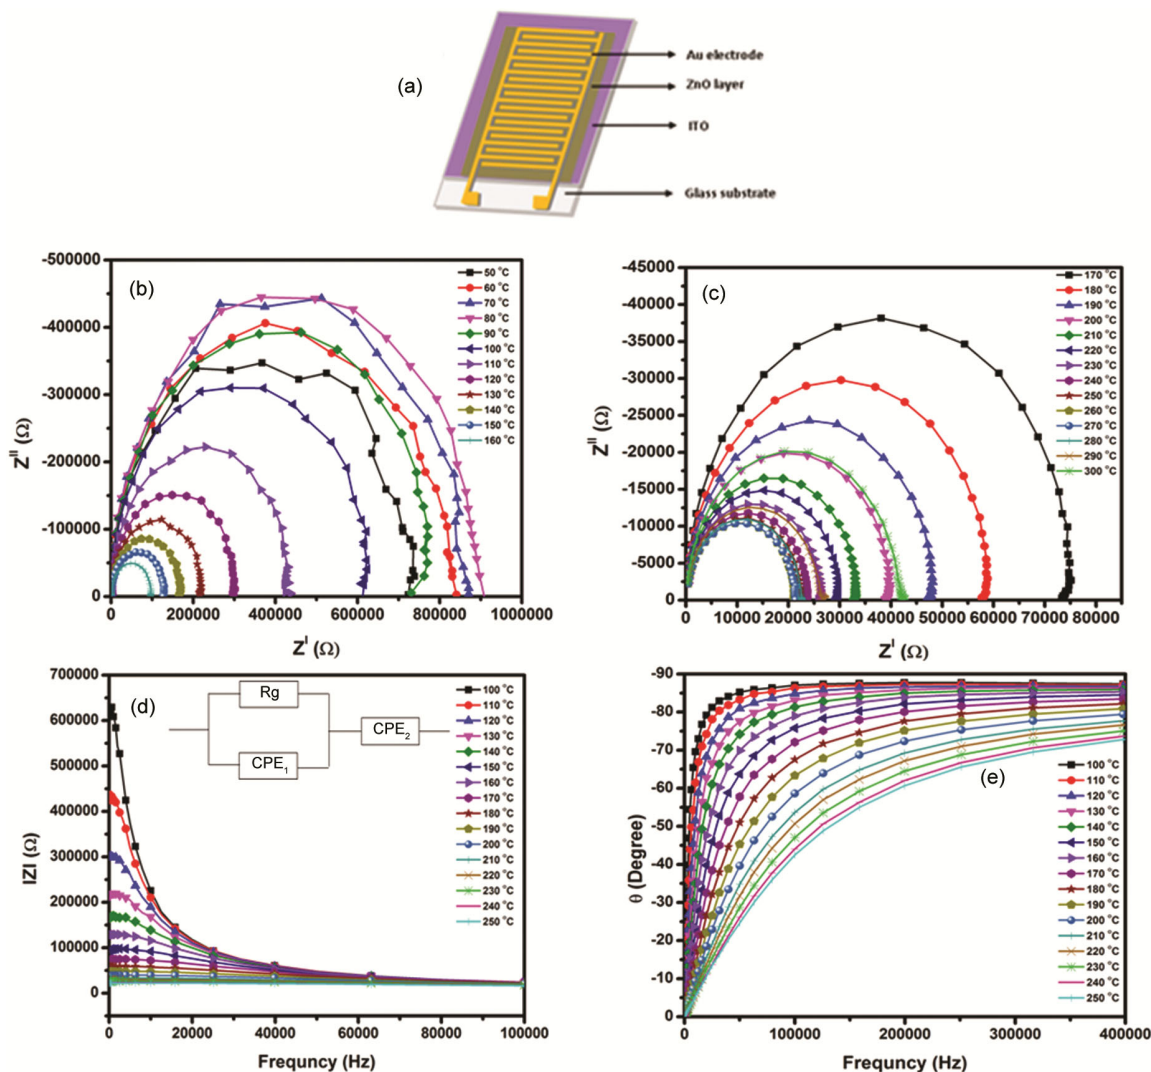 (a)
Au electrode
ZnO layer
ITO
Glass substrate
(b)
-500000
-400000
-300000
-200000
-100000
0
Z^II (Ω)
0 200000 400000 600000 800000 1000000
Z^I (Ω)
50 °C
60 °C
70 °C
80 °C
90 °C
100 °C
110 °C
120 °C
130 °C
140 °C
150 °C
160 °C
(c)
-45000
-40000
-35000
-30000
-25000
-20000
-15000
-10000
-5000
0
Z^II (Ω)
0 10000 20000 30000 40000 50000 60000 70000 80000
Z^I (Ω)
170 °C
180 °C
190 °C
200 °C
210 °C
220 °C
230 °C
240 °C
250 °C
260 °C
270 °C
280 °C
290 °C
300 °C
(d)
700000
600000
500000
400000
300000
200000
100000
0
IZI (Ω)
0 20000 40000 60000 80000 100000
Frequncy (Hz)
Rg
CPE₁
CPE₂
100 °C
110 °C
120 °C
130 °C
140 °C
150 °C
160 °C
170 °C
180 °C
190 °C
200 °C
210 °C
220 °C
230 °C
240 °C
250 °C
(e)
-90
-80
-70
-60
-50
-40
-30
-20
-10
0
θ (Degree)
0 100000 200000 300000 400000
Frequncy (Hz)
100 °C
110 °C
120 °C
130 °C
140 °C
150 °C
160 °C
170 °C
180 °C
190 °C
200 °C
210 °C
220 °C
230 °C
240 °C
250 °C